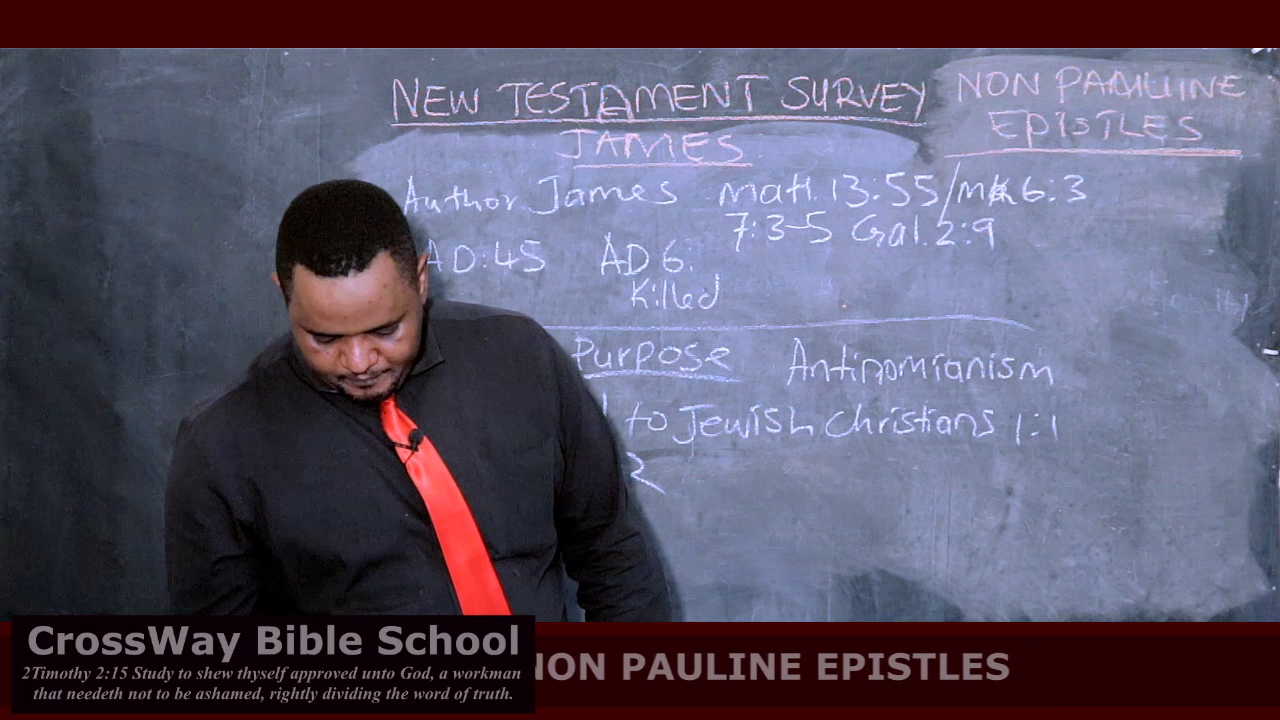 NEW TESTAMENT SURVEY
NON PAULINE
EPISTLES
JAMES
Author James Matt. 13:55/Mk 6:3
7:3-5 Gal. 2:9
AD:45 AD 6
Killed
Purpose Antinomianism
to Jewish Christians 1:1
2
CrossWay Bible School
2Timothy 2:15 Study to shew thyself approved unto God, a workman
that needeth not to be ashamed, rightly dividing the word of truth.
NON PAULINE EPISTLES